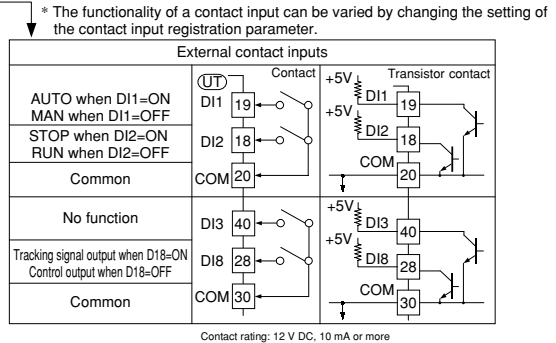 * The functionality of a contact input can be varied by changing the setting of
the contact input registration parameter.
External contact inputs
AUTO when DI1=ON
MAN when DI1=OFF
STOP when DI2=ON
RUN when DI2=OFF
Common
UT
Contact
DI1 19
DI2 18
COM 20
Transistor contact
+5V
DI1 19
+5V
DI2 18
COM 20
No function
Tracking signal output when D18=ON
Control output when D18=OFF
Common
DI3 40
DI8 28
COM 30
+5V
DI3 40
+5V
DI8 28
COM 30
Contact rating: 12 V DC, 10 mA or more